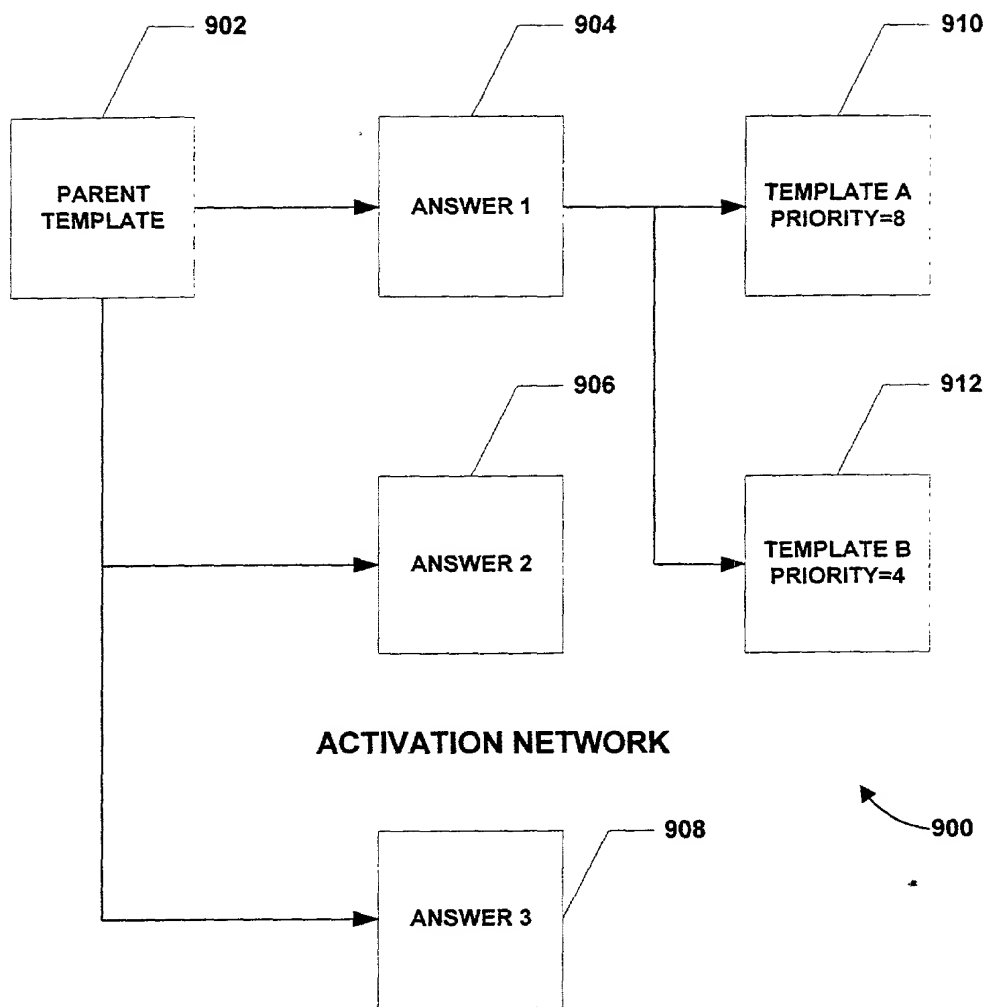 902
904
910
PARENT
TEMPLATE
ANSWER 1
TEMPLATE A
PRIORITY=8
906
912
ANSWER 2
TEMPLATE B
PRIORITY=4
ACTIVATION NETWORK
908
900
ANSWER 3